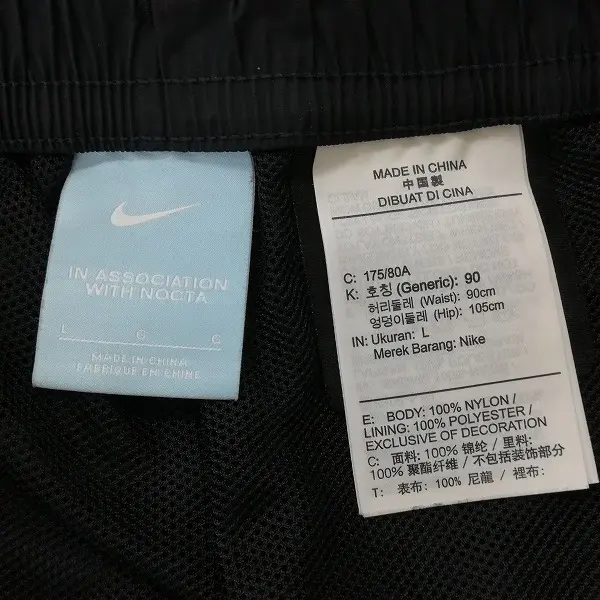 IN ASSOCIATION
WITH NOCTA
L G G
MADE IN CHINA
FABRIQUÉ EN CHINE
MADE IN CHINA
中国製
DIBUAT DI CINA
C: 175/80A
K: 호칭 (Generic): 90
허리둘레 (Waist): 90cm
엉덩이둘레 (Hip): 105cm
IN: Ukuran: L
Merek Barang: Nike
E: BODY: 100% NYLON /
LINING: 100% POLYESTER /
EXCLUSIVE OF DECORATION
C: 面料: 100% 锦纶 / 里料:
100% 聚酯纤维 / 不包括装饰部分
T: 表布: 100% 尼龍 / 裡布: